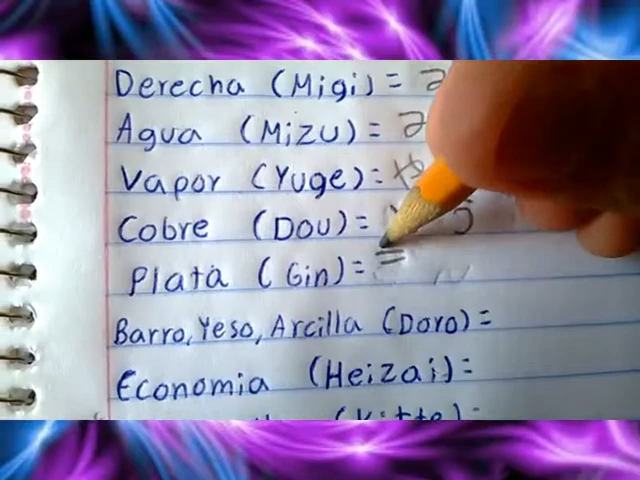 Derecha (Migi) =
Agua (Mizu) =
Vapor (Yuge) =
Cobre (Dou) =
Plata (Gin) =
Barro, Yeso, Arcilla (Doro) =
Economia (Heizai) =